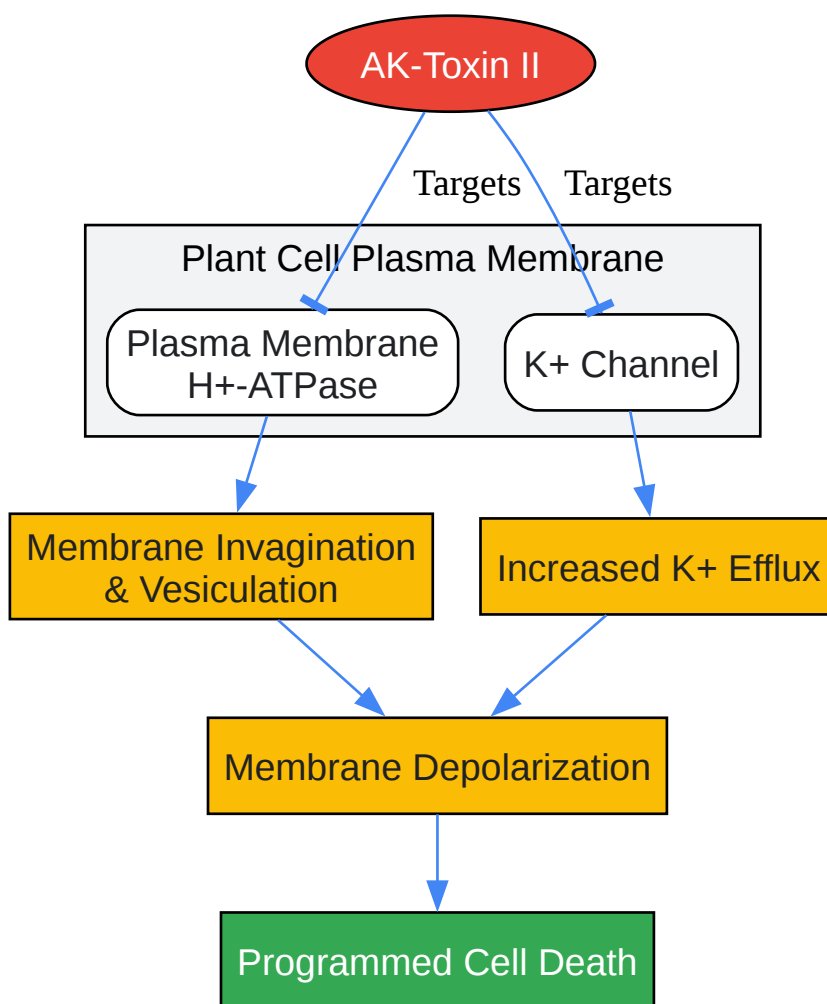 AK-Toxin II
Targets
Targets
Plant Cell Plasma Membrane
Plasma Membrane
H+-ATPase
K+ Channel
Membrane Invagination
& Vesiculation
Increased K+ Efflux
Membrane Depolarization
Programmed Cell Death